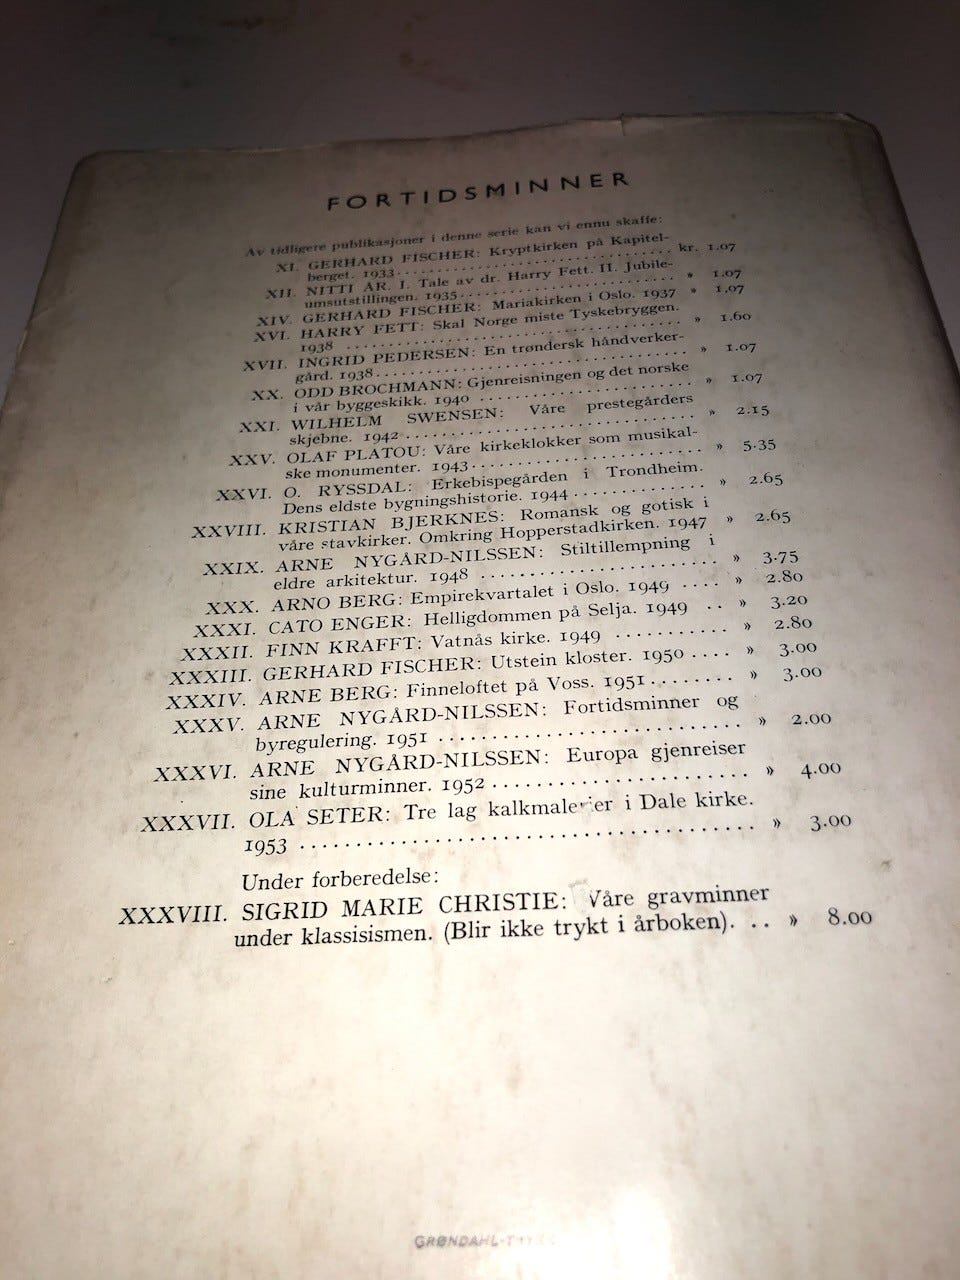 FORTIDSMINNER
Av tidligere publikasjoner i denne serie kan vi ennu skaffe:
XI. GERHARD FISCHER: Kryptkirken på Kapitel-
berget. 1933 ........ kr. 1.07
XII. NITTI ÅR. I. Tale av dr. Harry Fett. II. Jubile-
umsutstillingen. 1935 ........ » 1.07
XIV. GERHARD FISCHER: Mariakirken i Oslo. 1937 » 1.07
XVI. HARRY FETT: Skal Norge miste Tyskebryggen.
1938 ........ » 1.60
XVII. INGRID PEDERSEN: En trøndersk håndverker-
gård. 1938 ........ » 1.07
XX. ODD BROCHMANN: Gjenreisningen og det norske
i vår byggeskikk. 1940 ........ » 1.07
XXI. WILHELM SWENSEN: Våre prestegårders
skjebne. 1942 ........ » 2.15
XXV. OLAF PLATOU: Våre kirkeklokker som musikal-
ske monumenter. 1943 ........ » 5.35
XXVI. O. RYSSDAL: Erkebispegården i Trondheim.
Dens eldste bygningshistorie. 1944 ........ » 2.65
XXVIII. KRISTIAN BJERKNES: Romansk og gotisk i
våre stavkirker. Omkring Hopperstadkirken. 1947 » 2.65
XXIX. ARNE NYGÅRD-NILSSEN: Stiltillempning i
eldre arkitektur. 1948 ........ » 3.75
XXX. ARNO BERG: Empirekvartalet i Oslo. 1949 .... » 2.80
XXXI. CATO ENGER: Helligdommen på Selja. 1949 .. » 3.20
XXXII. FINN KRAFFT: Vatnås kirke. 1949 ........ » 2.80
XXXIII. GERHARD FISCHER: Utstein kloster. 1950 .... » 3.00
XXXIV. ARNE BERG: Finneloftet på Voss. 1951 ........ » 3.00
XXXV. ARNE NYGÅRD-NILSSEN: Fortidsminner og
byregulering. 1951 ........ » 2.00
XXXVI. ARNE NYGÅRD-NILSSEN: Europa gjenreiser
sine kulturminner. 1952 ........ » 4.00
XXXVII. OLA SETER: Tre lag kalkmalerier i Dale kirke.
1953 ........ » 3.00
Under forberedelse:
XXXVIII. SIGRID MARIE CHRISTIE: Våre gravminner
under klassisismen. (Blir ikke trykt i årboken). .. » 8.00
GRØNDAHL